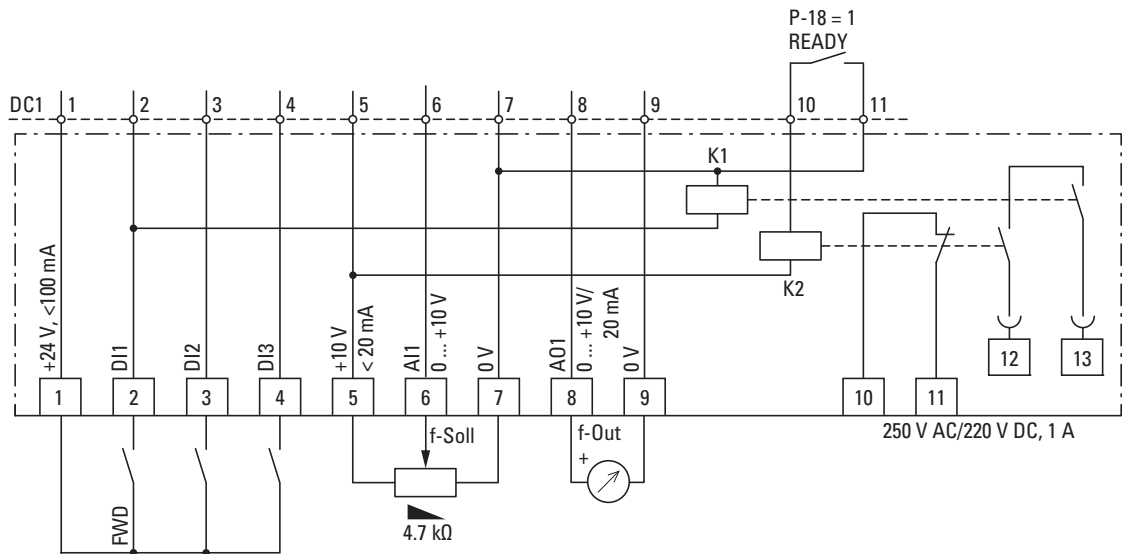 P-18 = 1
READY
DC1 1 2 3 4 5 6 7 8 9 10 11
K1
K2
+24 V, <100 mA
DI1
DI2
DI3
+10 V
< 20 mA
AI1
0 ... +10 V
0 V
AO1
0 ... +10 V/
20 mA
0 V
12 13
1 2 3 4 5 6 7 8 9 10 11
250 V AC/220 V DC, 1 A
FWD
f-Soll
4.7 kΩ
f-Out
+